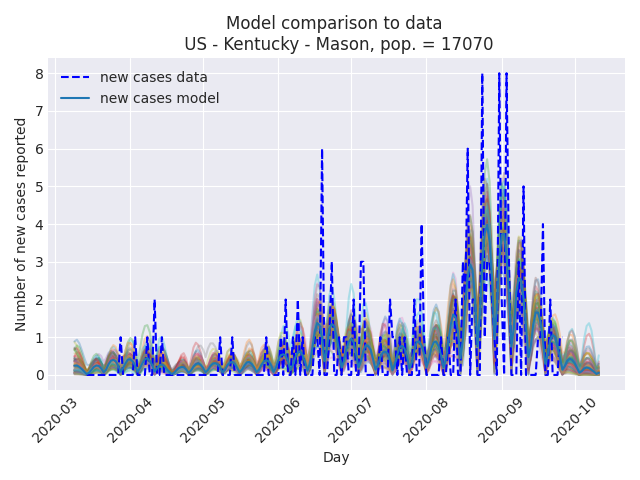 Model comparison to data
US - Kentucky - Mason, pop. = 17070
new cases data
new cases model
Number of new cases reported
8
7
6
5
4
3
2
1
0
2020-03
2020-04
2020-05
2020-06
2020-07
2020-08
2020-09
2020-10
Day